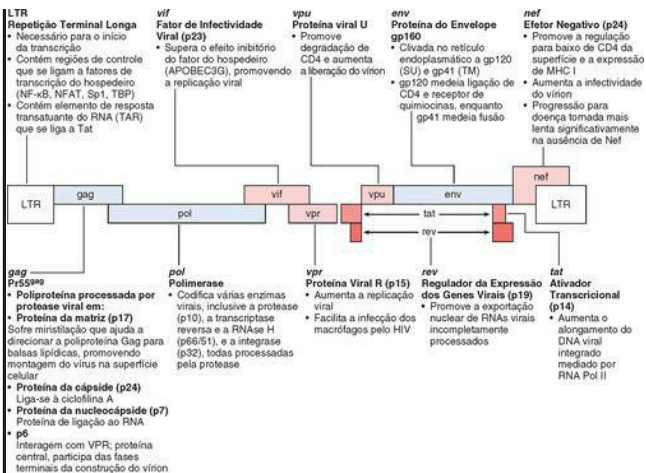 LTR
Repetição Terminal Longa
• Necessário para o início
da transcrição
• Contém regiões de controle
que se ligam a fatores de
transcrição do hospedeiro
(NF-κB, NFAT, Sp1, TBP)
• Contém elemento de resposta
transatuante do RNA (TAR)
que se liga a Tat
vif
Fator de Infectividade
Viral (p23)
• Supera o efeito inibitório
do fator do hospedeiro
(APOBEC3G), promovendo
a replicação viral
vpu
Proteína viral U
• Promove
degradação de
CD4 e aumenta
a liberação do vírion
env
Proteína do Envelope
gp160
• Clivada no retículo
endoplasmático a gp120
(SU) e gp41 (TM)
• gp120 medeia ligação de
CD4 e receptor de
quimiocinas, enquanto
gp41 medeia fusão
nef
Efetor Negativo (p24)
• Promove a regulação
para baixo de CD4 da
superfície e a expressão
de MHC I
• Aumenta a infectividade
do vírion
• Progressão para
doença tornada mais
lenta significativamente
na ausência de Nef
LTR
gag
pol
vif
vpr
vpu
env
tat
rev
nef
LTR
gag
Pr55gag
• Poliproteína processada por
protease viral em:
• Proteína da matriz (p17)
Sofre miristilação que ajuda a
direcionar a poliproteína Gag para
balsas lipídicas, promovendo
montagem do vírus na superfície
celular
• Proteína da cápside (p24)
Liga-se à ciclofilina A
• Proteína da nucleocápside (p7)
Proteína de ligação ao RNA
• p6
Interagem com VPR; proteína
central, participa das fases
terminais da construção do vírion
pol
Polimerase
• Codifica várias enzimas
virais, inclusive a protease
(p10), a transcriptase
reversa e a RNAse H
(p66/51), e a integrase
(p32), todas processadas
pela protease
vpr
Proteína Viral R (p15)
• Aumenta a replicação
viral
• Facilita a infecção dos
macrófagos pelo HIV
rev
Regulador da Expressão
dos Genes Virais (p19)
• Promove a exportação
nuclear de RNAs virais
incompletamente
processados
tat
Ativador
Transcricional
(p14)
• Aumenta o
alongamento do
DNA viral
integrado
mediado por
RNA Pol II